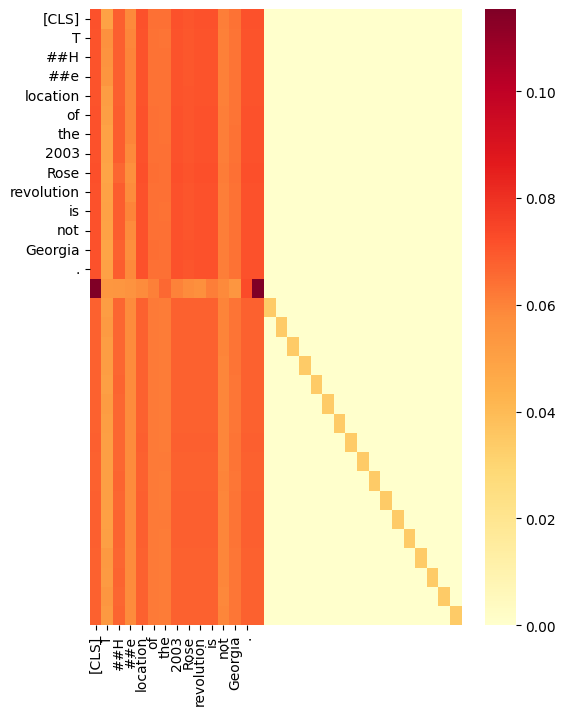 [CLS]
T
##H
##e
location
of
the
2003
Rose
revolution
is
not
Georgia
.
0.10
0.08
0.06
0.04
0.02
0.00
[CLS]
T
##H
##e
location
of
the
2003
Rose
revolution
is
not
Georgia
.